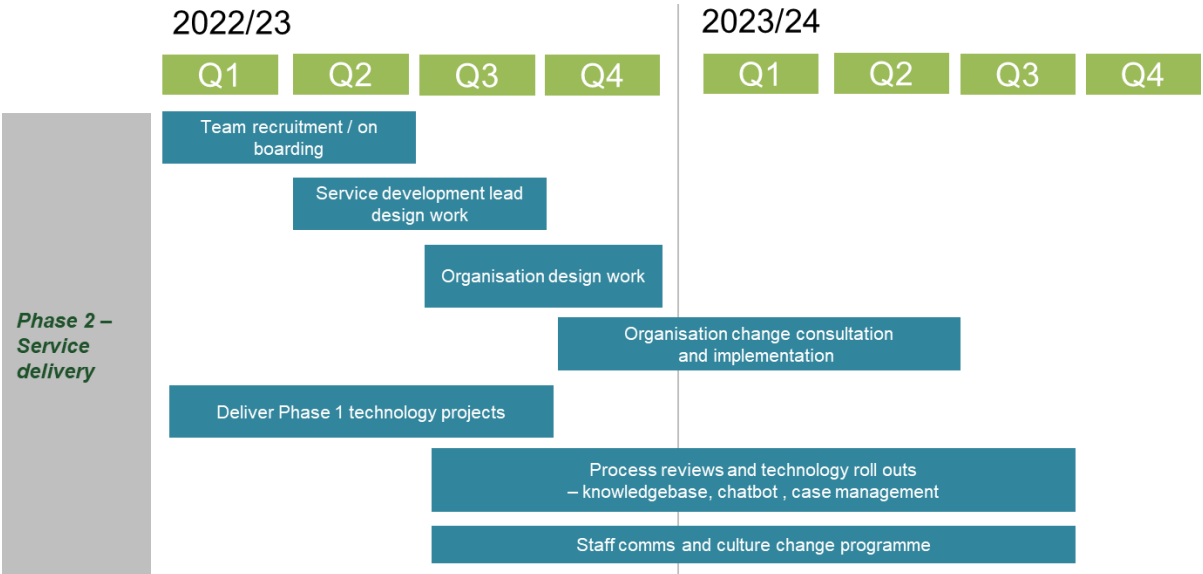 2022/23
2023/24
Q1
Q2
Q3
Q4
Q1
Q2
Q3
Q4
Team recruitment / on
boarding
Service development lead
design work
Organisation design work
Phase 2 –
Service
delivery
Organisation change consultation
and implementation
Deliver Phase 1 technology projects
Process reviews and technology roll outs
– knowledgebase, chatbot , case management
Staff comms and culture change programme